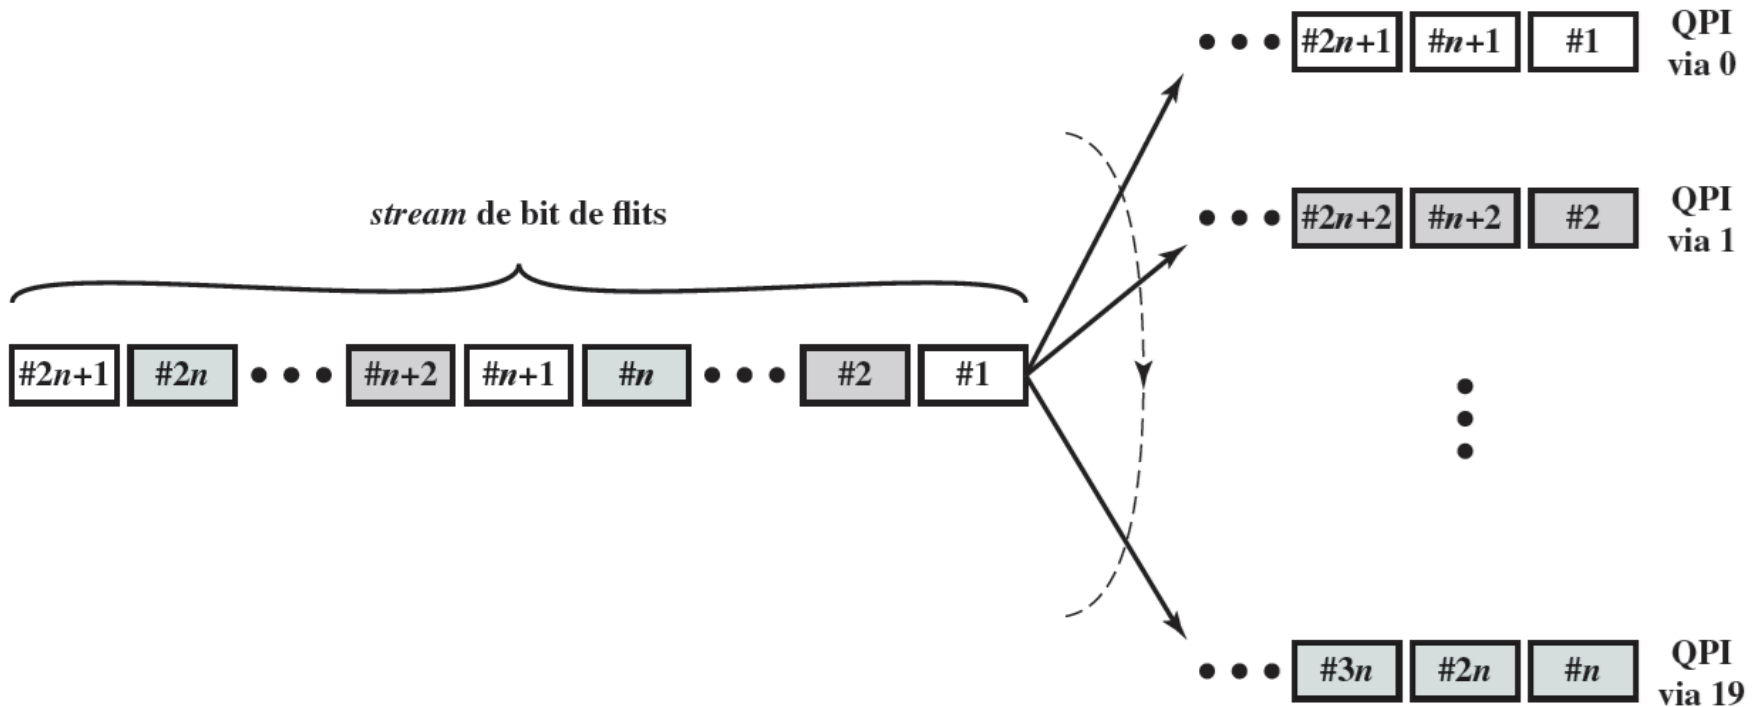 #2n+1 #n+1 #1 QPI
via 0
#2n+2 #n+2 #2 QPI
via 1
stream de bit de flits
#2n+1 #2n #n+2 #n+1 #n #2 #1
#3n #2n #n QPI
via 19